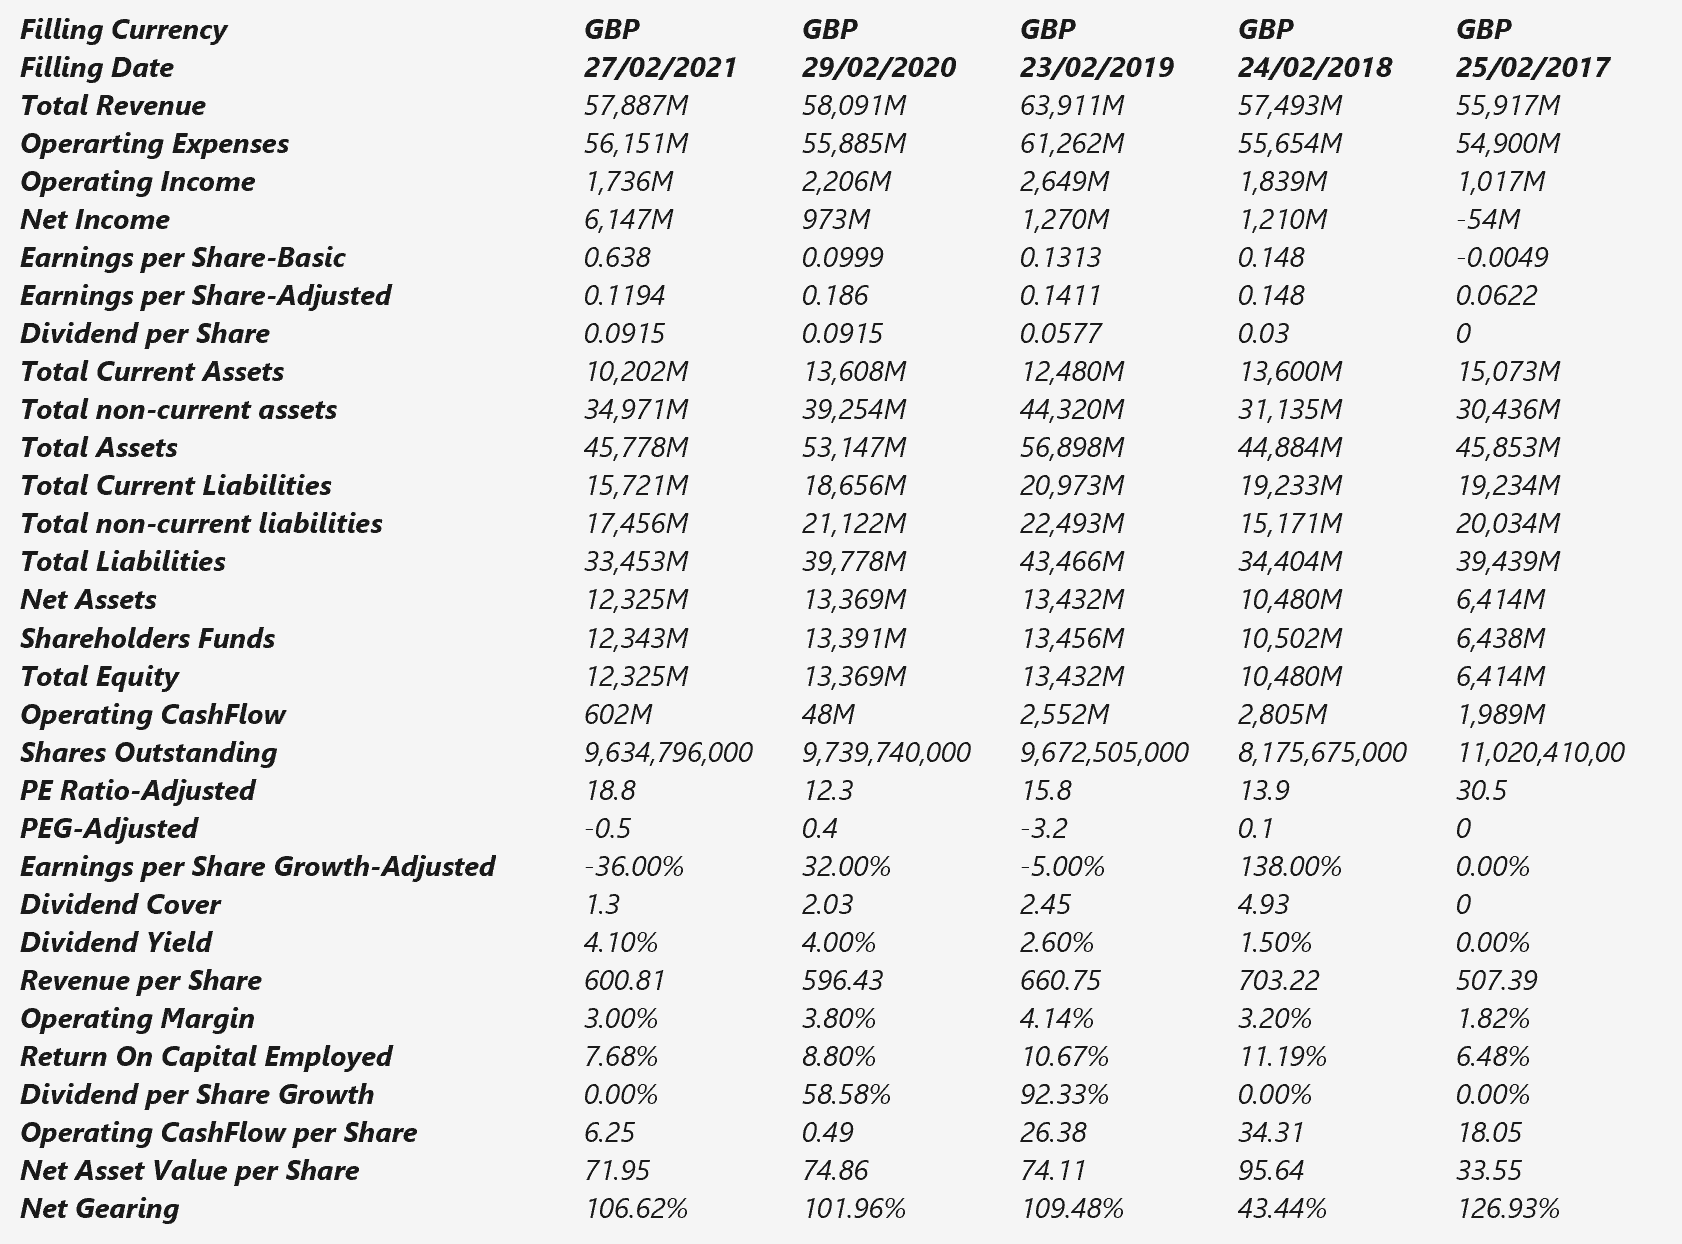 Filling Currency GBP GBP GBP GBP GBP
Filling Date 27/02/2021 29/02/2020 23/02/2019 24/02/2018 25/02/2017
Total Revenue 57,887M 58,091M 63,911M 57,493M 55,917M
Operarting Expenses 56,151M 55,885M 61,262M 55,654M 54,900M
Operating Income 1,736M 2,206M 2,649M 1,839M 1,017M
Net Income 6,147M 973M 1,270M 1,210M -54M
Earnings per Share-Basic 0.638 0.0999 0.1313 0.148 -0.0049
Earnings per Share-Adjusted 0.1194 0.186 0.1411 0.148 0.0622
Dividend per Share 0.0915 0.0915 0.0577 0.03 0
Total Current Assets 10,202M 13,608M 12,480M 13,600M 15,073M
Total non-current assets 34,971M 39,254M 44,320M 31,135M 30,436M
Total Assets 45,778M 53,147M 56,898M 44,884M 45,853M
Total Current Liabilities 15,721M 18,656M 20,973M 19,233M 19,234M
Total non-current liabilities 17,456M 21,122M 22,493M 15,171M 20,034M
Total Liabilities 33,453M 39,778M 43,466M 34,404M 39,439M
Net Assets 12,325M 13,369M 13,432M 10,480M 6,414M
Shareholders Funds 12,343M 13,391M 13,456M 10,502M 6,438M
Total Equity 12,325M 13,369M 13,432M 10,480M 6,414M
Operating CashFlow 602M 48M 2,552M 2,805M 1,989M
Shares Outstanding 9,634,796,000 9,739,740,000 9,672,505,000 8,175,675,000 11,020,410,00
PE Ratio-Adjusted 18.8 12.3 15.8 13.9 30.5
PEG-Adjusted -0.5 0.4 -3.2 0.1 0
Earnings per Share Growth-Adjusted -36.00% 32.00% -5.00% 138.00% 0.00%
Dividend Cover 1.3 2.03 2.45 4.93 0
Dividend Yield 4.10% 4.00% 2.60% 1.50% 0.00%
Revenue per Share 600.81 596.43 660.75 703.22 507.39
Operating Margin 3.00% 3.80% 4.14% 3.20% 1.82%
Return On Capital Employed 7.68% 8.80% 10.67% 11.19% 6.48%
Dividend per Share Growth 0.00% 58.58% 92.33% 0.00% 0.00%
Operating CashFlow per Share 6.25 0.49 26.38 34.31 18.05
Net Asset Value per Share 71.95 74.86 74.11 95.64 33.55
Net Gearing 106.62% 101.96% 109.48% 43.44% 126.93%